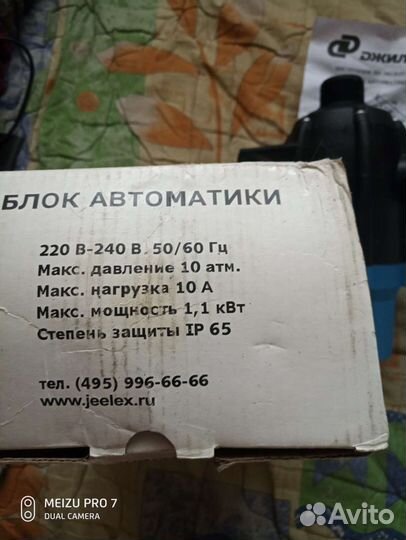 ДЖИЛЕКС
БЛОК АВТОМАТИКИ
220 В-240 В. 50/60 Гц
Макс. давление 10 атм.
Макс. нагрузка 10 А
Макс. мощность 1,1 кВт
Степень защиты IP 65
тел. (495) 996-66-66
www.jeelex.ru
MEIZU PRO 7
DUAL CAMERA
Avito